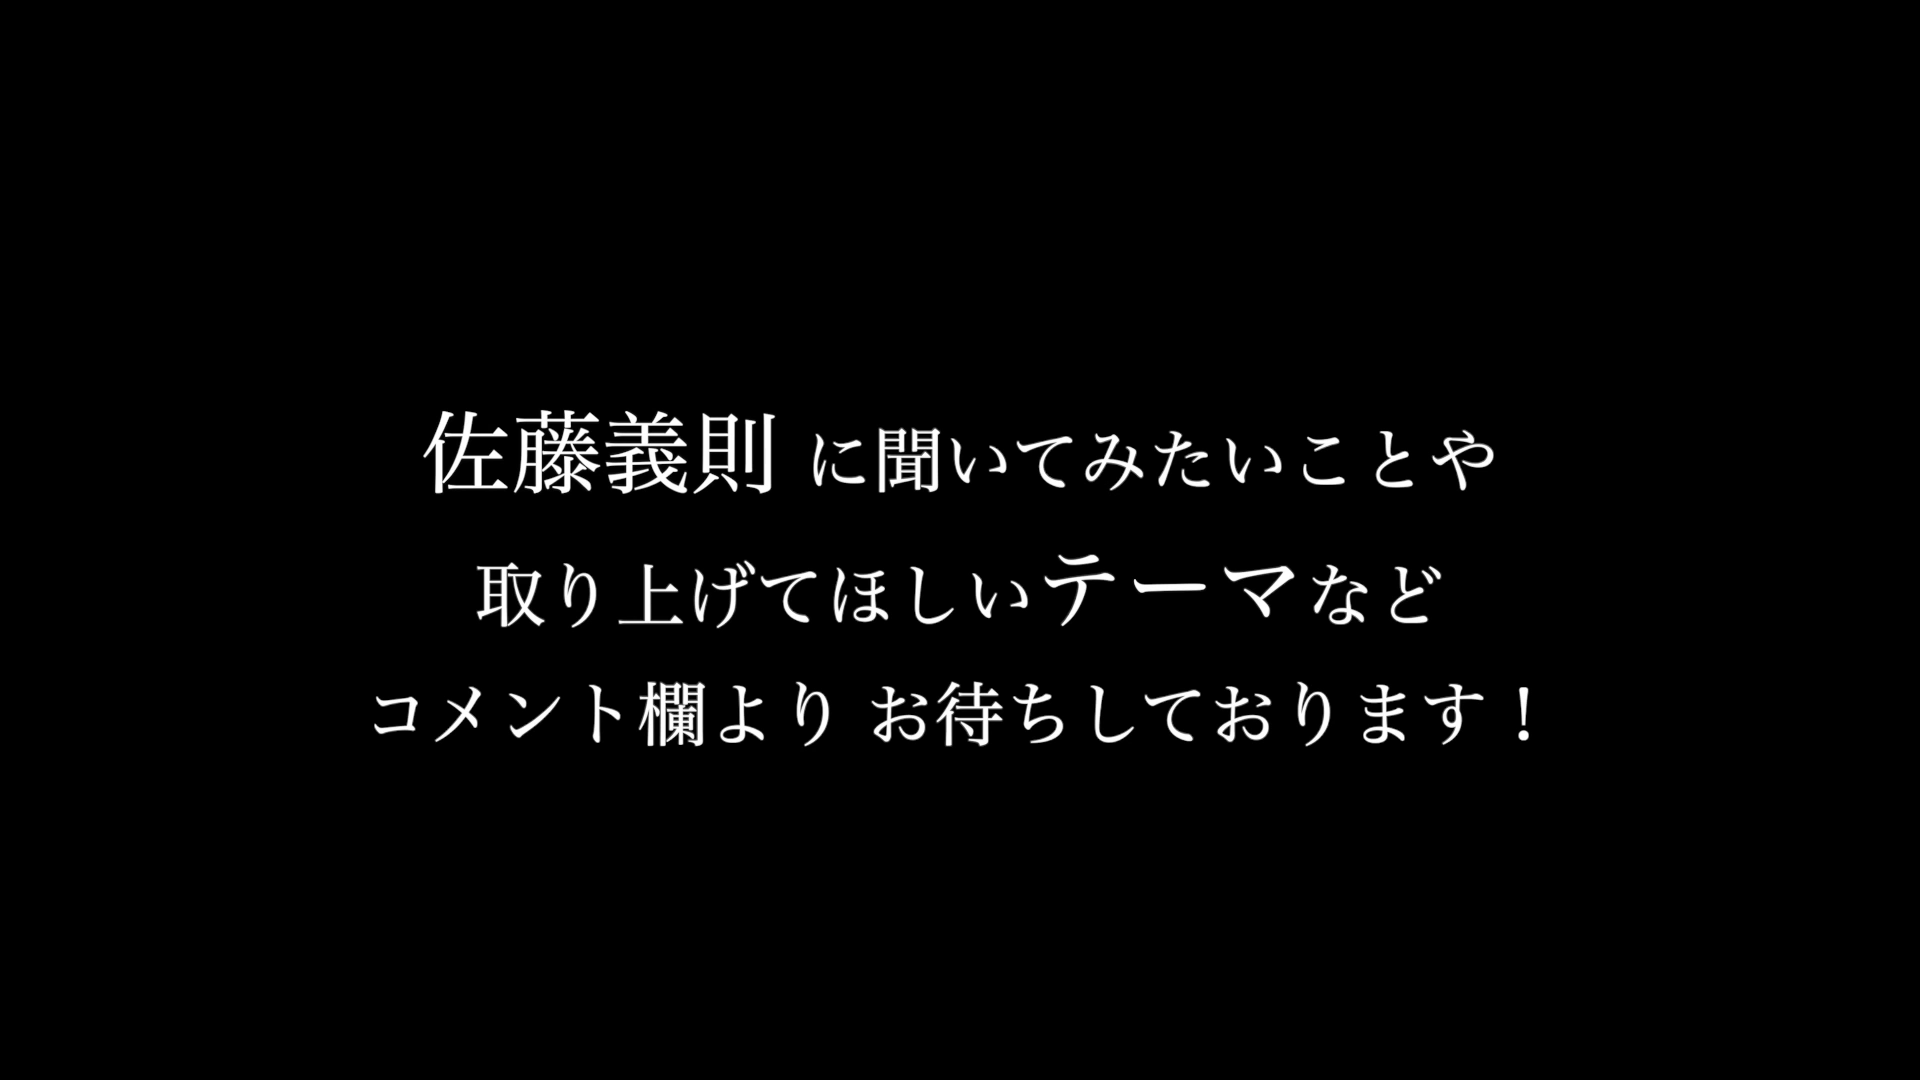 佐藤義則 に聞いてみたいことや
取り上げてほしいテーマなど
コメント欄より お待ちしております！